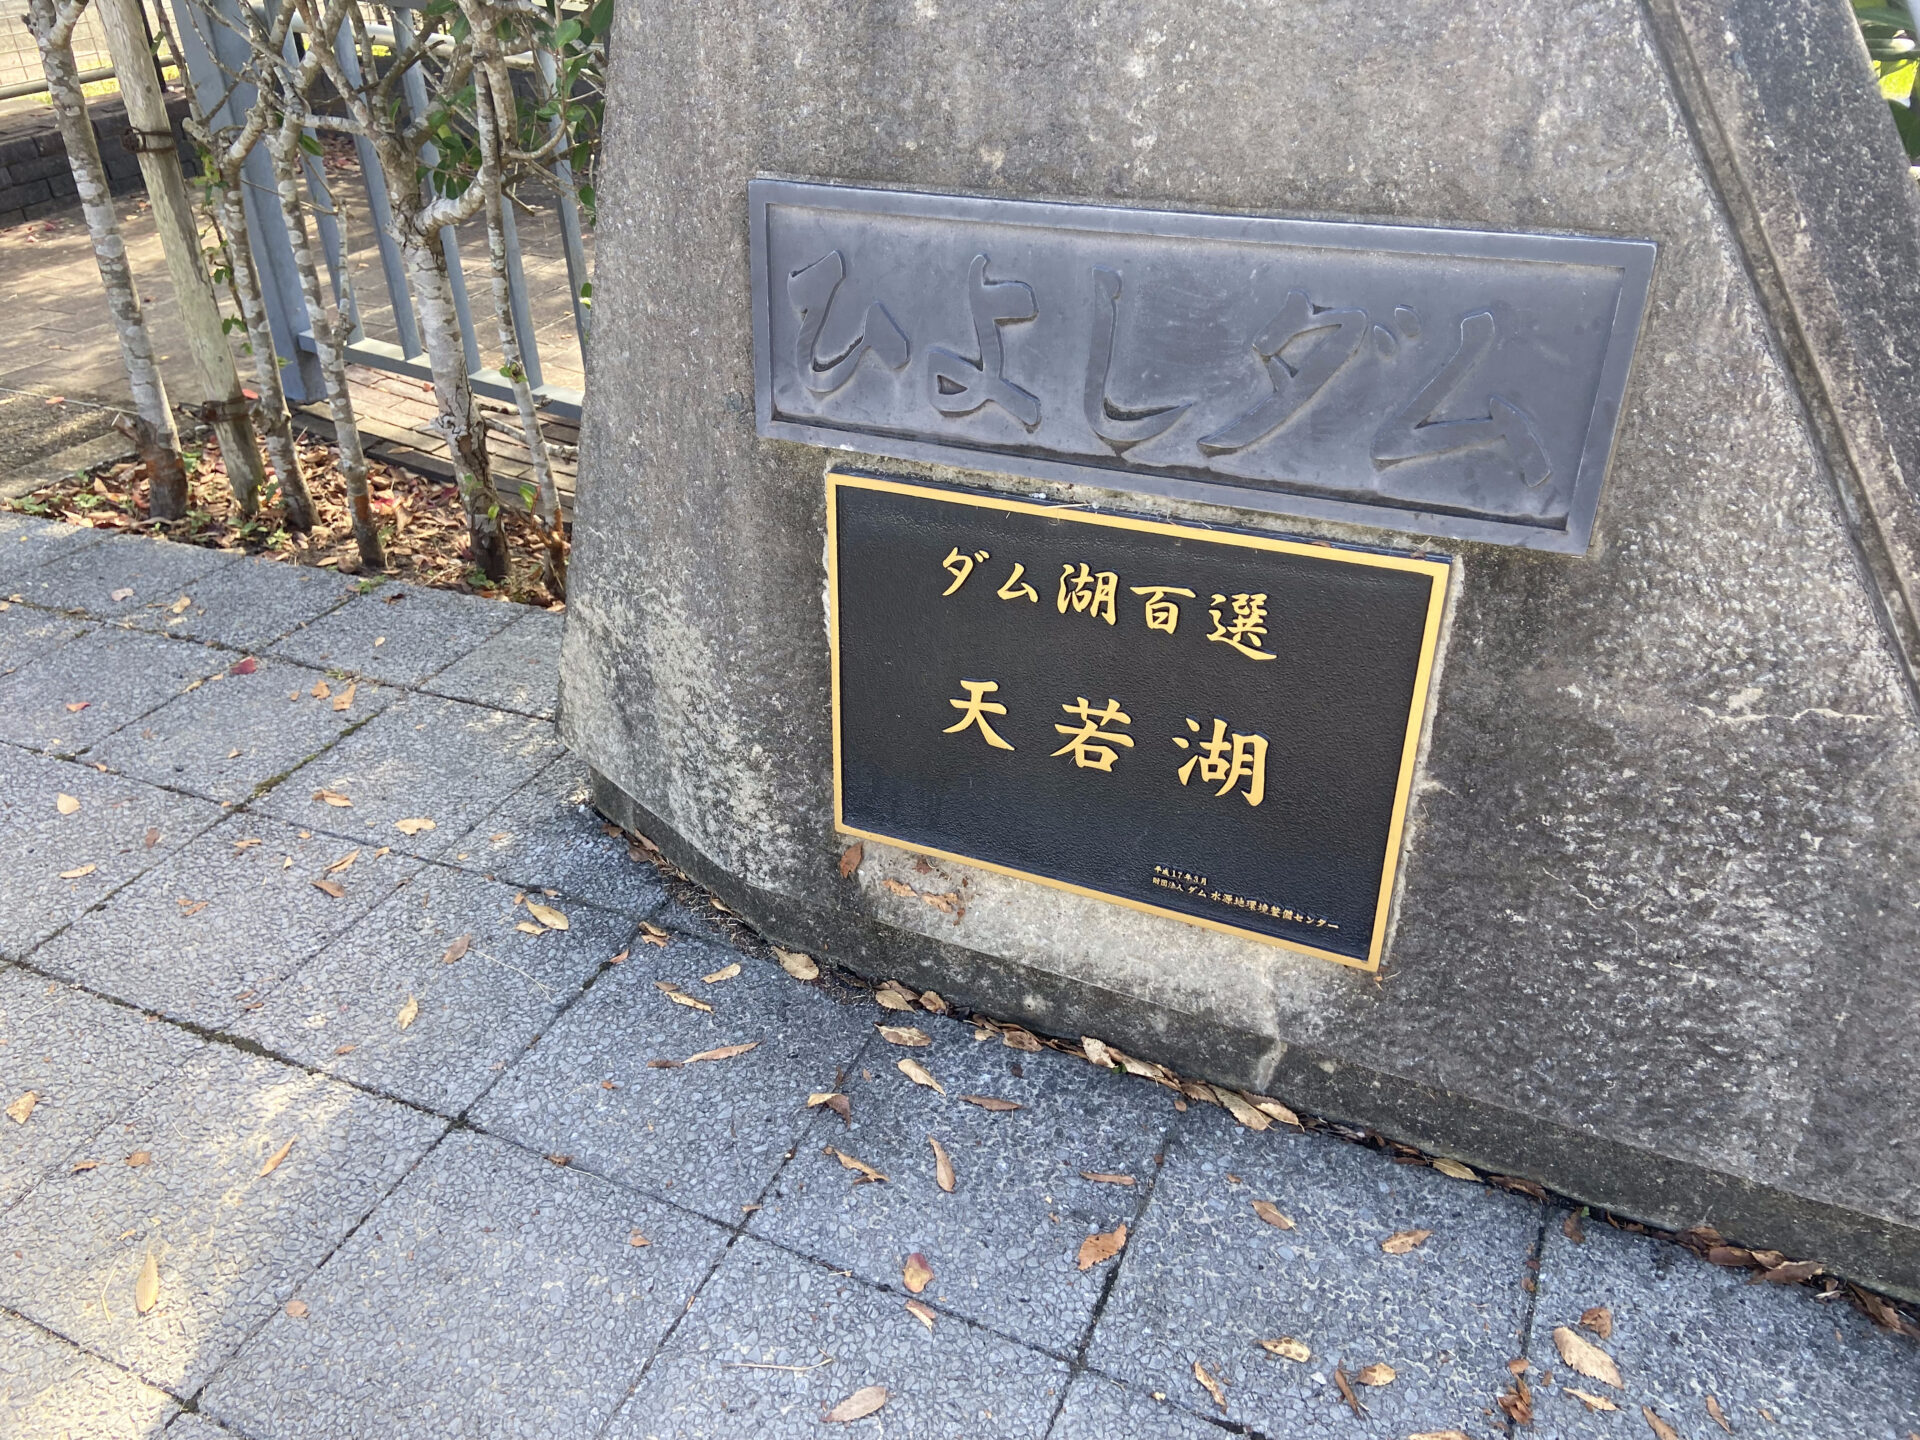 ひよしダム
ダム湖百選
天若湖
平成17年3月
財団法人 ダム水源地環境整備センター